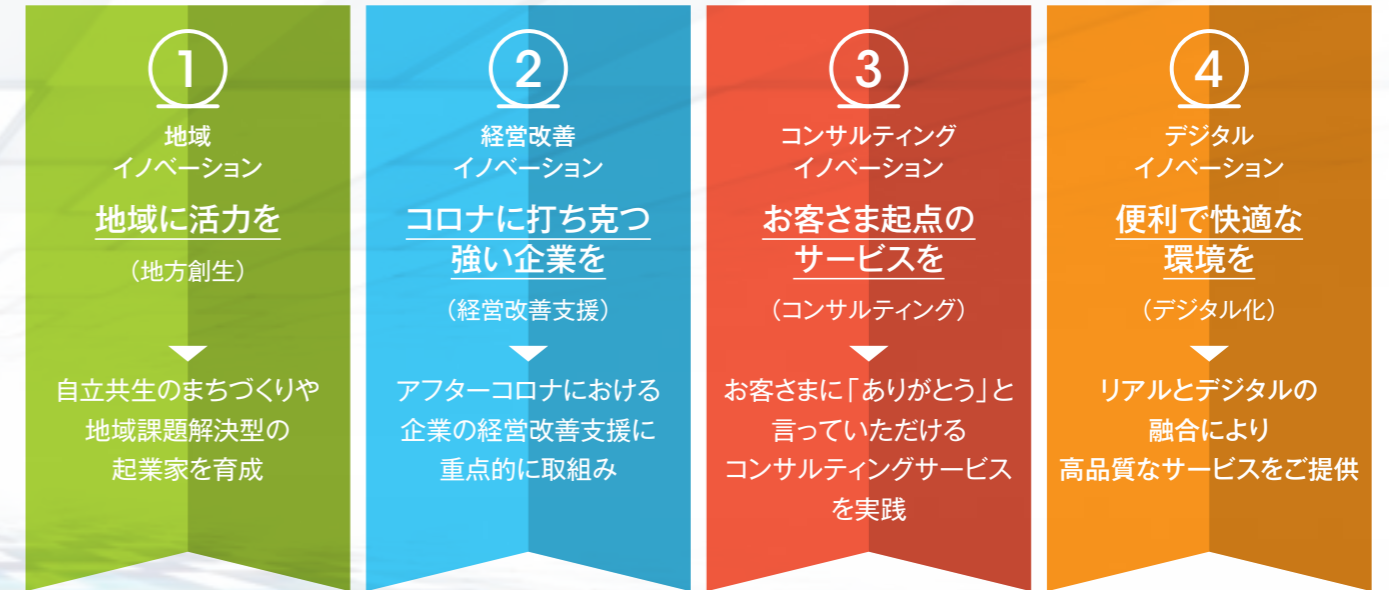 1
地域
イノベーション
地域に活力を
（地方創生）
自立共生のまちづくりや
地域課題解決型の
起業家を育成
2
経営改善
イノベーション
コロナに打ち克つ
強い企業を
（経営改善支援）
アフターコロナにおける
企業の経営改善支援に
重点的に取組み
3
コンサルティング
イノベーション
お客さま起点の
サービスを
（コンサルティング）
お客さまに「ありがとう」と
言っていただける
コンサルティングサービス
を実践
4
デジタル
イノベーション
便利で快適な
環境を
（デジタル化）
リアルとデジタルの
融合により
高品質なサービスをご提供